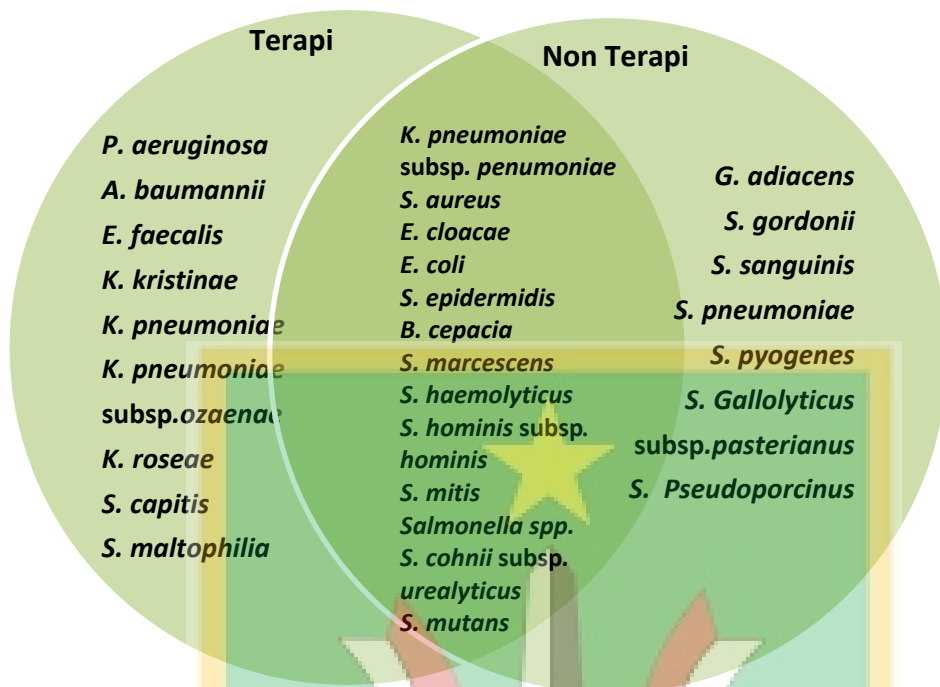 Terapi
P. aeruginosa
A. baumannii
E. faecalis
K. kristinae
K. pneumoniae
K. pneumoniae
subsp.ozaenae
K. roseae
S. capitis
S. maltophilia
K. pneumoniae
subsp. penumoniae
S. aureus
E. cloacae
E. coli
S. epidermidis
B. cepacia
S. marcescens
S. haemolyticus
S. hominis subsp.
hominis
S. mitis
Salmonella spp.
S. cohnii subsp.
urealyticus
S. mutans
Non Terapi
G. adiacens
S. gordonii
S. sanguinis
S. pneumoniae
S. pyogenes
S. Gallolyticus
subsp.pasterianus
S. Pseudoporcinus